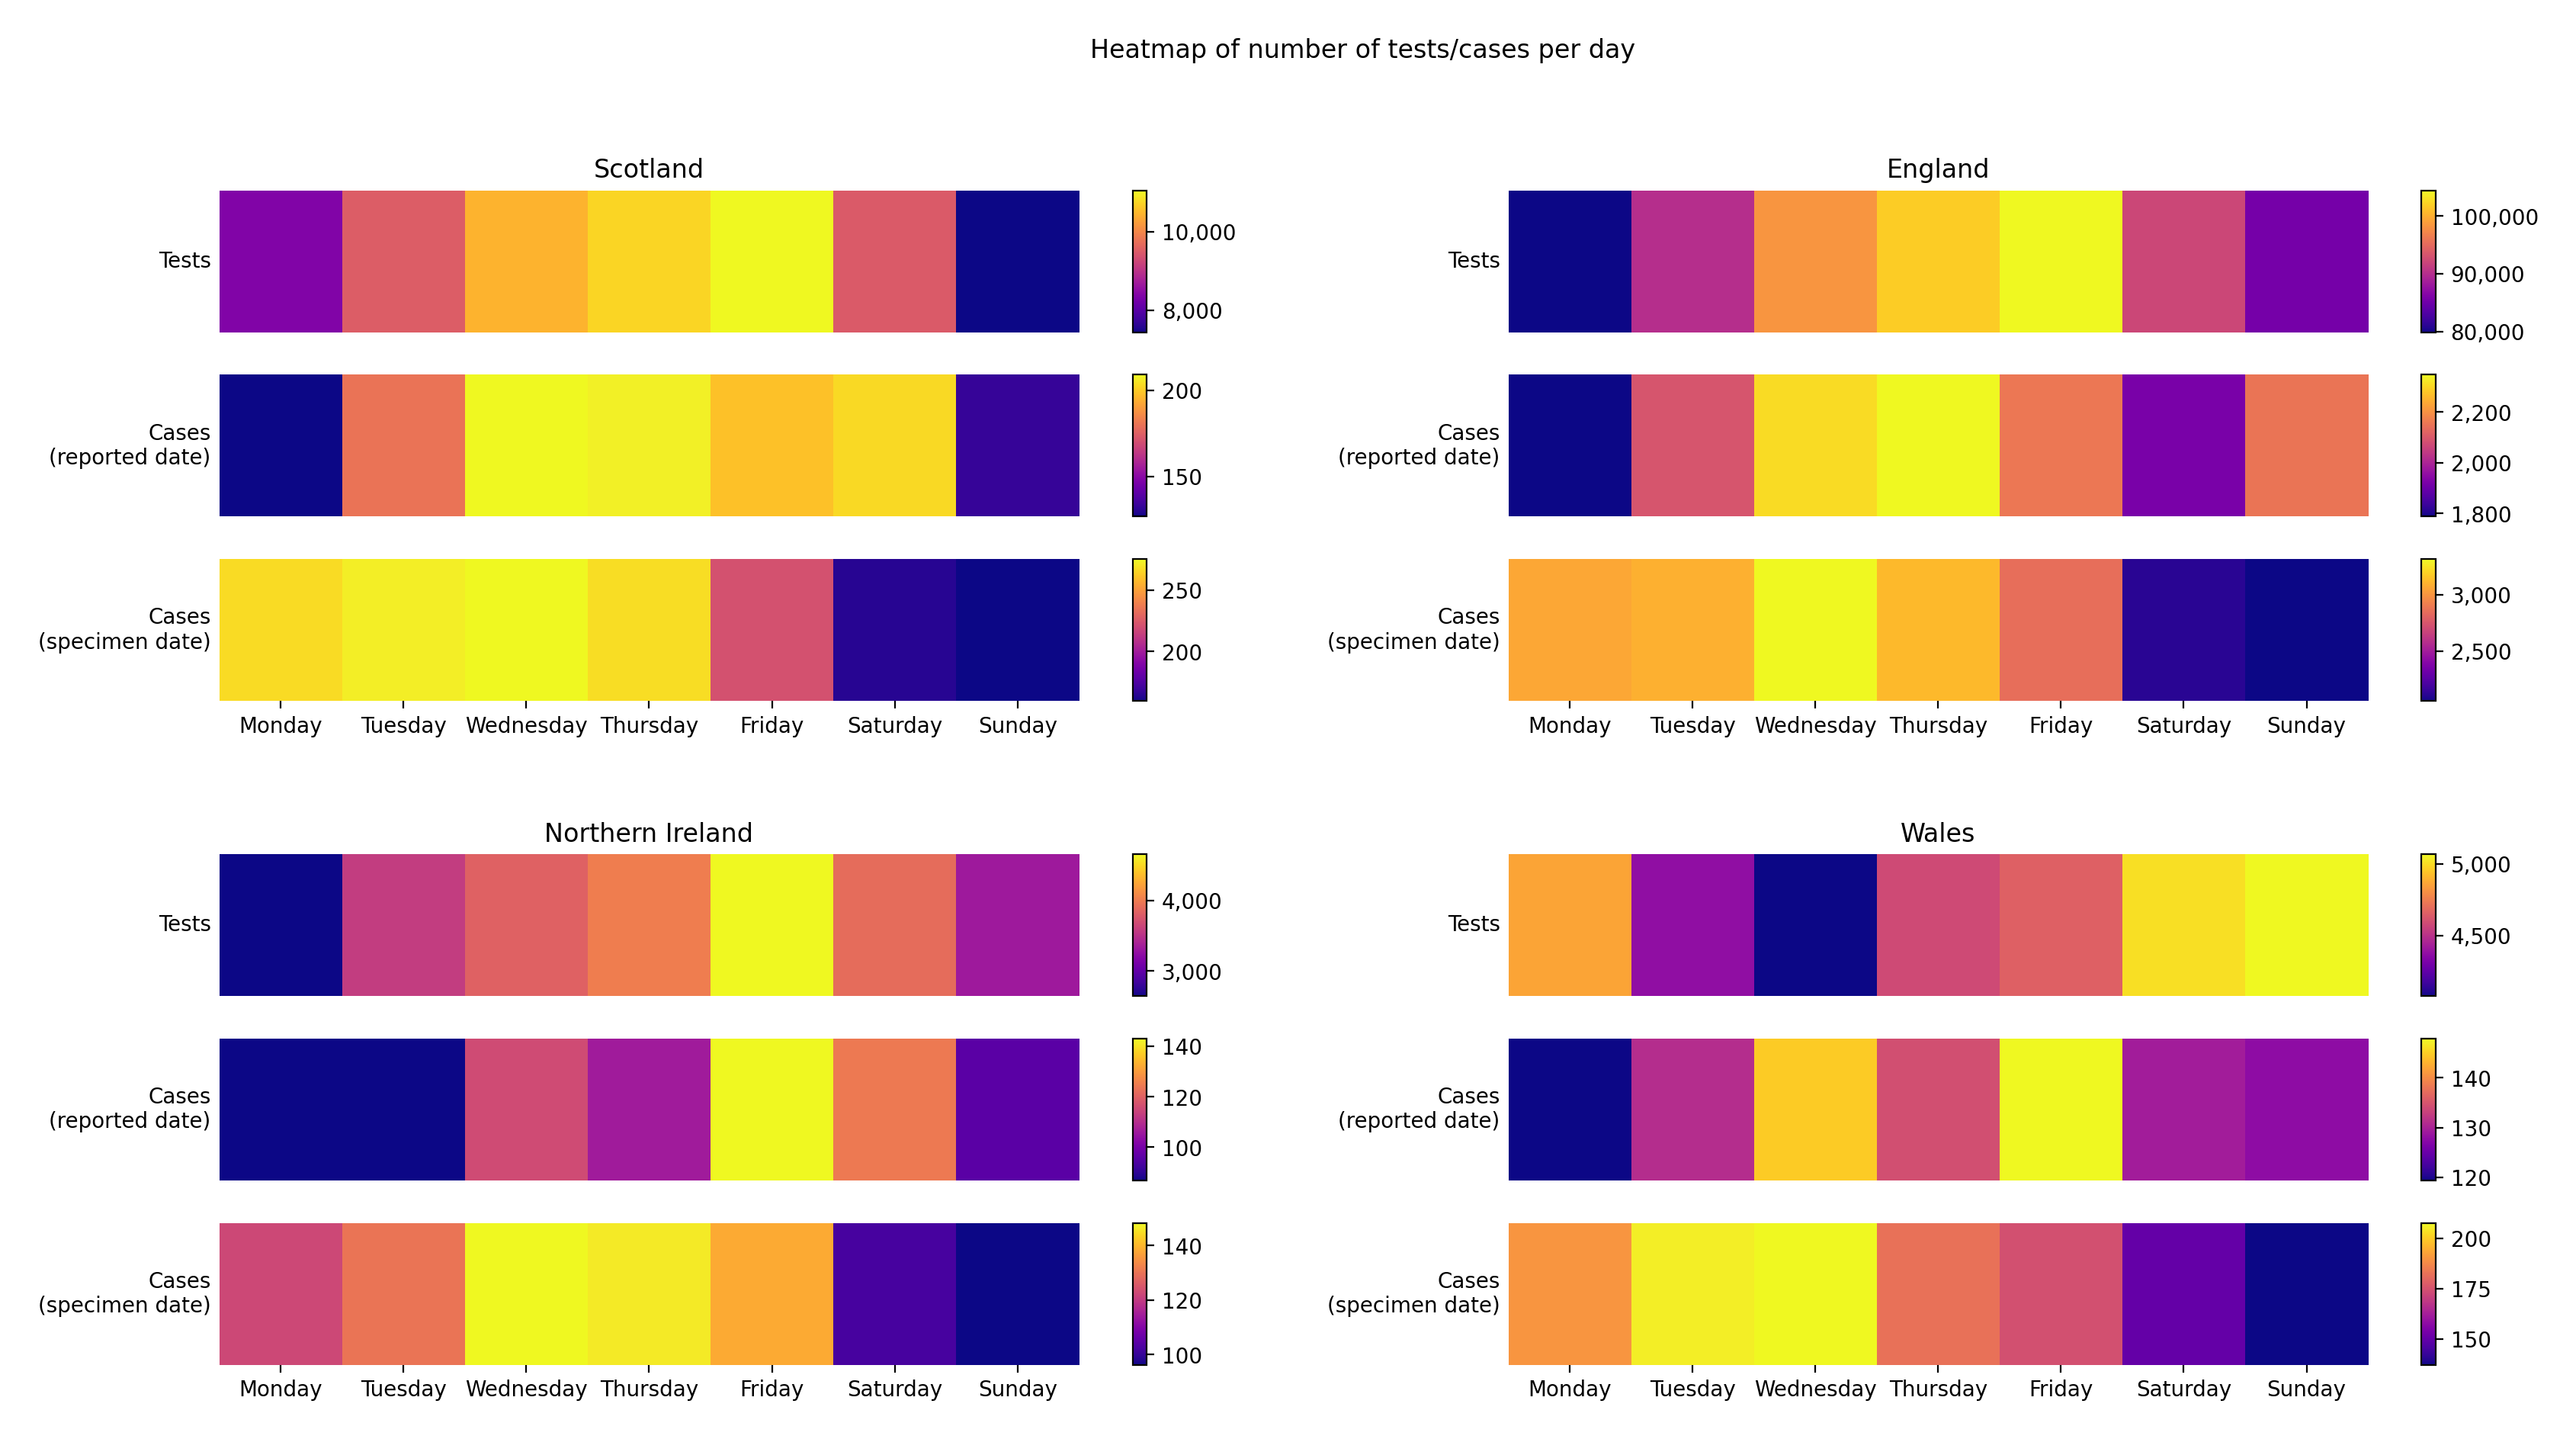 Heatmap of number of tests/cases per day
Scotland
Tests
10,000
8,000
Cases
(reported date)
200
150
Cases
(specimen date)
250
200
Monday Tuesday Wednesday Thursday Friday Saturday Sunday
England
Tests
100,000
90,000
80,000
Cases
(reported date)
2,200
2,000
1,800
Cases
(specimen date)
3,000
2,500
Monday Tuesday Wednesday Thursday Friday Saturday Sunday
Northern Ireland
Tests
4,000
3,000
Cases
(reported date)
140
120
100
Cases
(specimen date)
140
120
100
Monday Tuesday Wednesday Thursday Friday Saturday Sunday
Wales
Tests
5,000
4,500
Cases
(reported date)
140
130
120
Cases
(specimen date)
200
175
150
Monday Tuesday Wednesday Thursday Friday Saturday Sunday